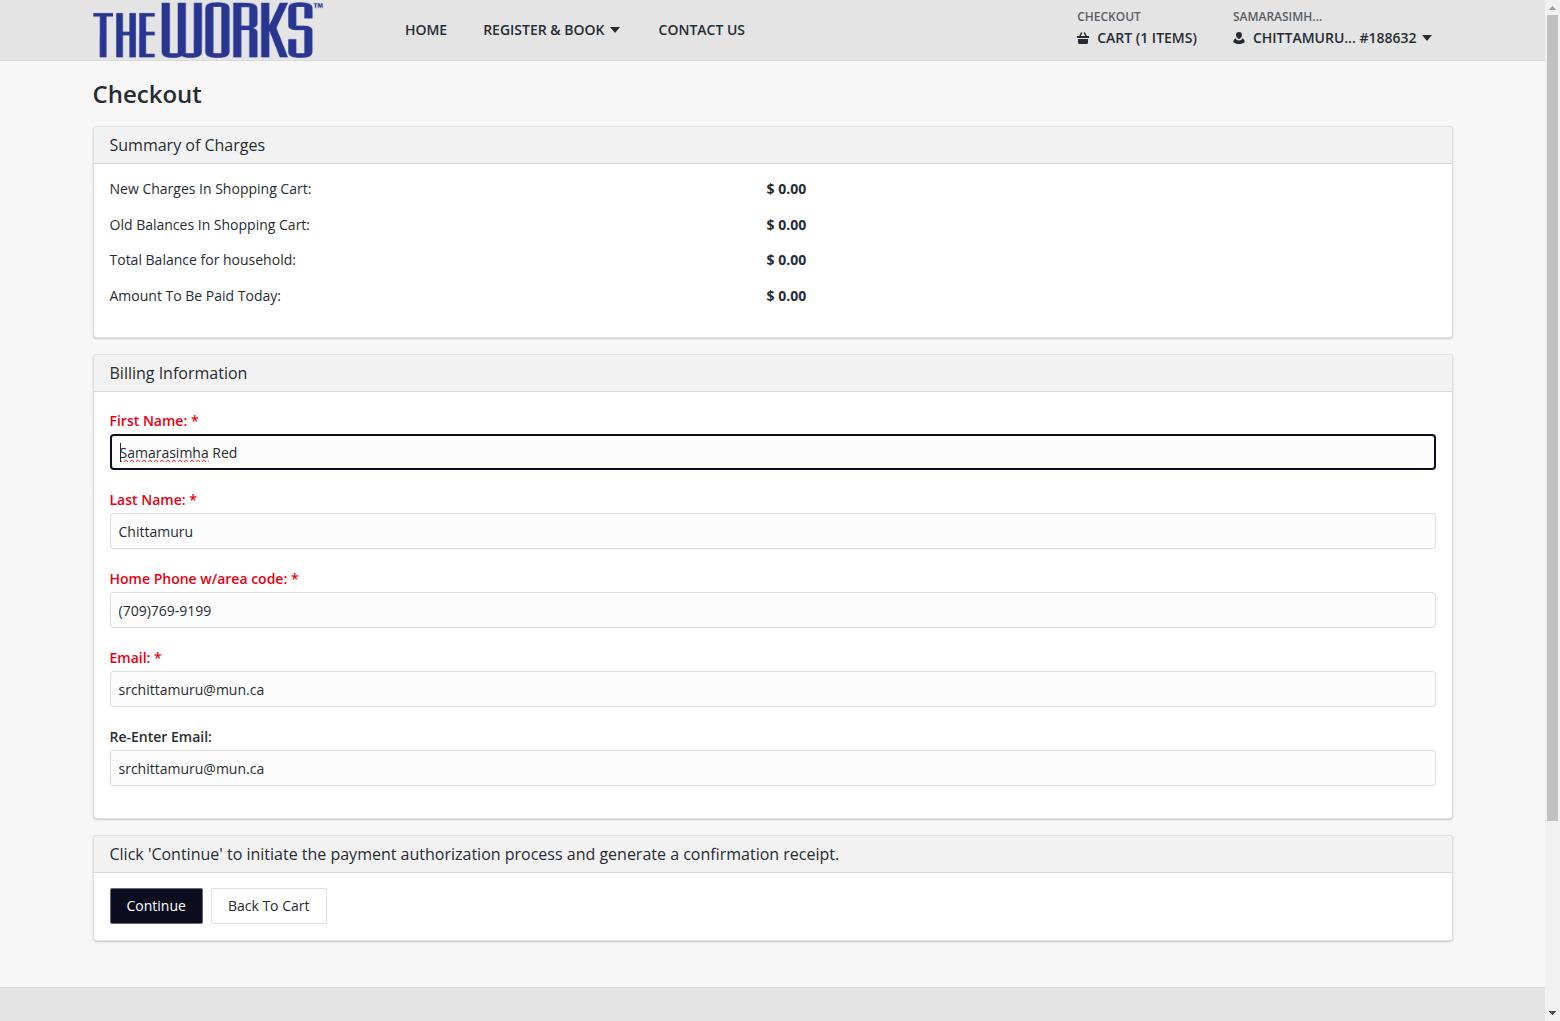 THE WORKS™
HOME
REGISTER & BOOK
CONTACT US
CHECKOUT
CART (1 ITEMS)
SAMARASIMH...
CHITTAMURU... #188632
Checkout
Summary of Charges
New Charges In Shopping Cart: $ 0.00
Old Balances In Shopping Cart: $ 0.00
Total Balance for household: $ 0.00
Amount To Be Paid Today: $ 0.00
Billing Information
First Name: *
Samarasimha Red
Last Name: *
Chittamuru
Home Phone w/area code: *
(709)769-9199
Email: *
srchittamuru@mun.ca
Re-Enter Email:
srchittamuru@mun.ca
Click 'Continue' to initiate the payment authorization process and generate a confirmation receipt.
Continue
Back To Cart